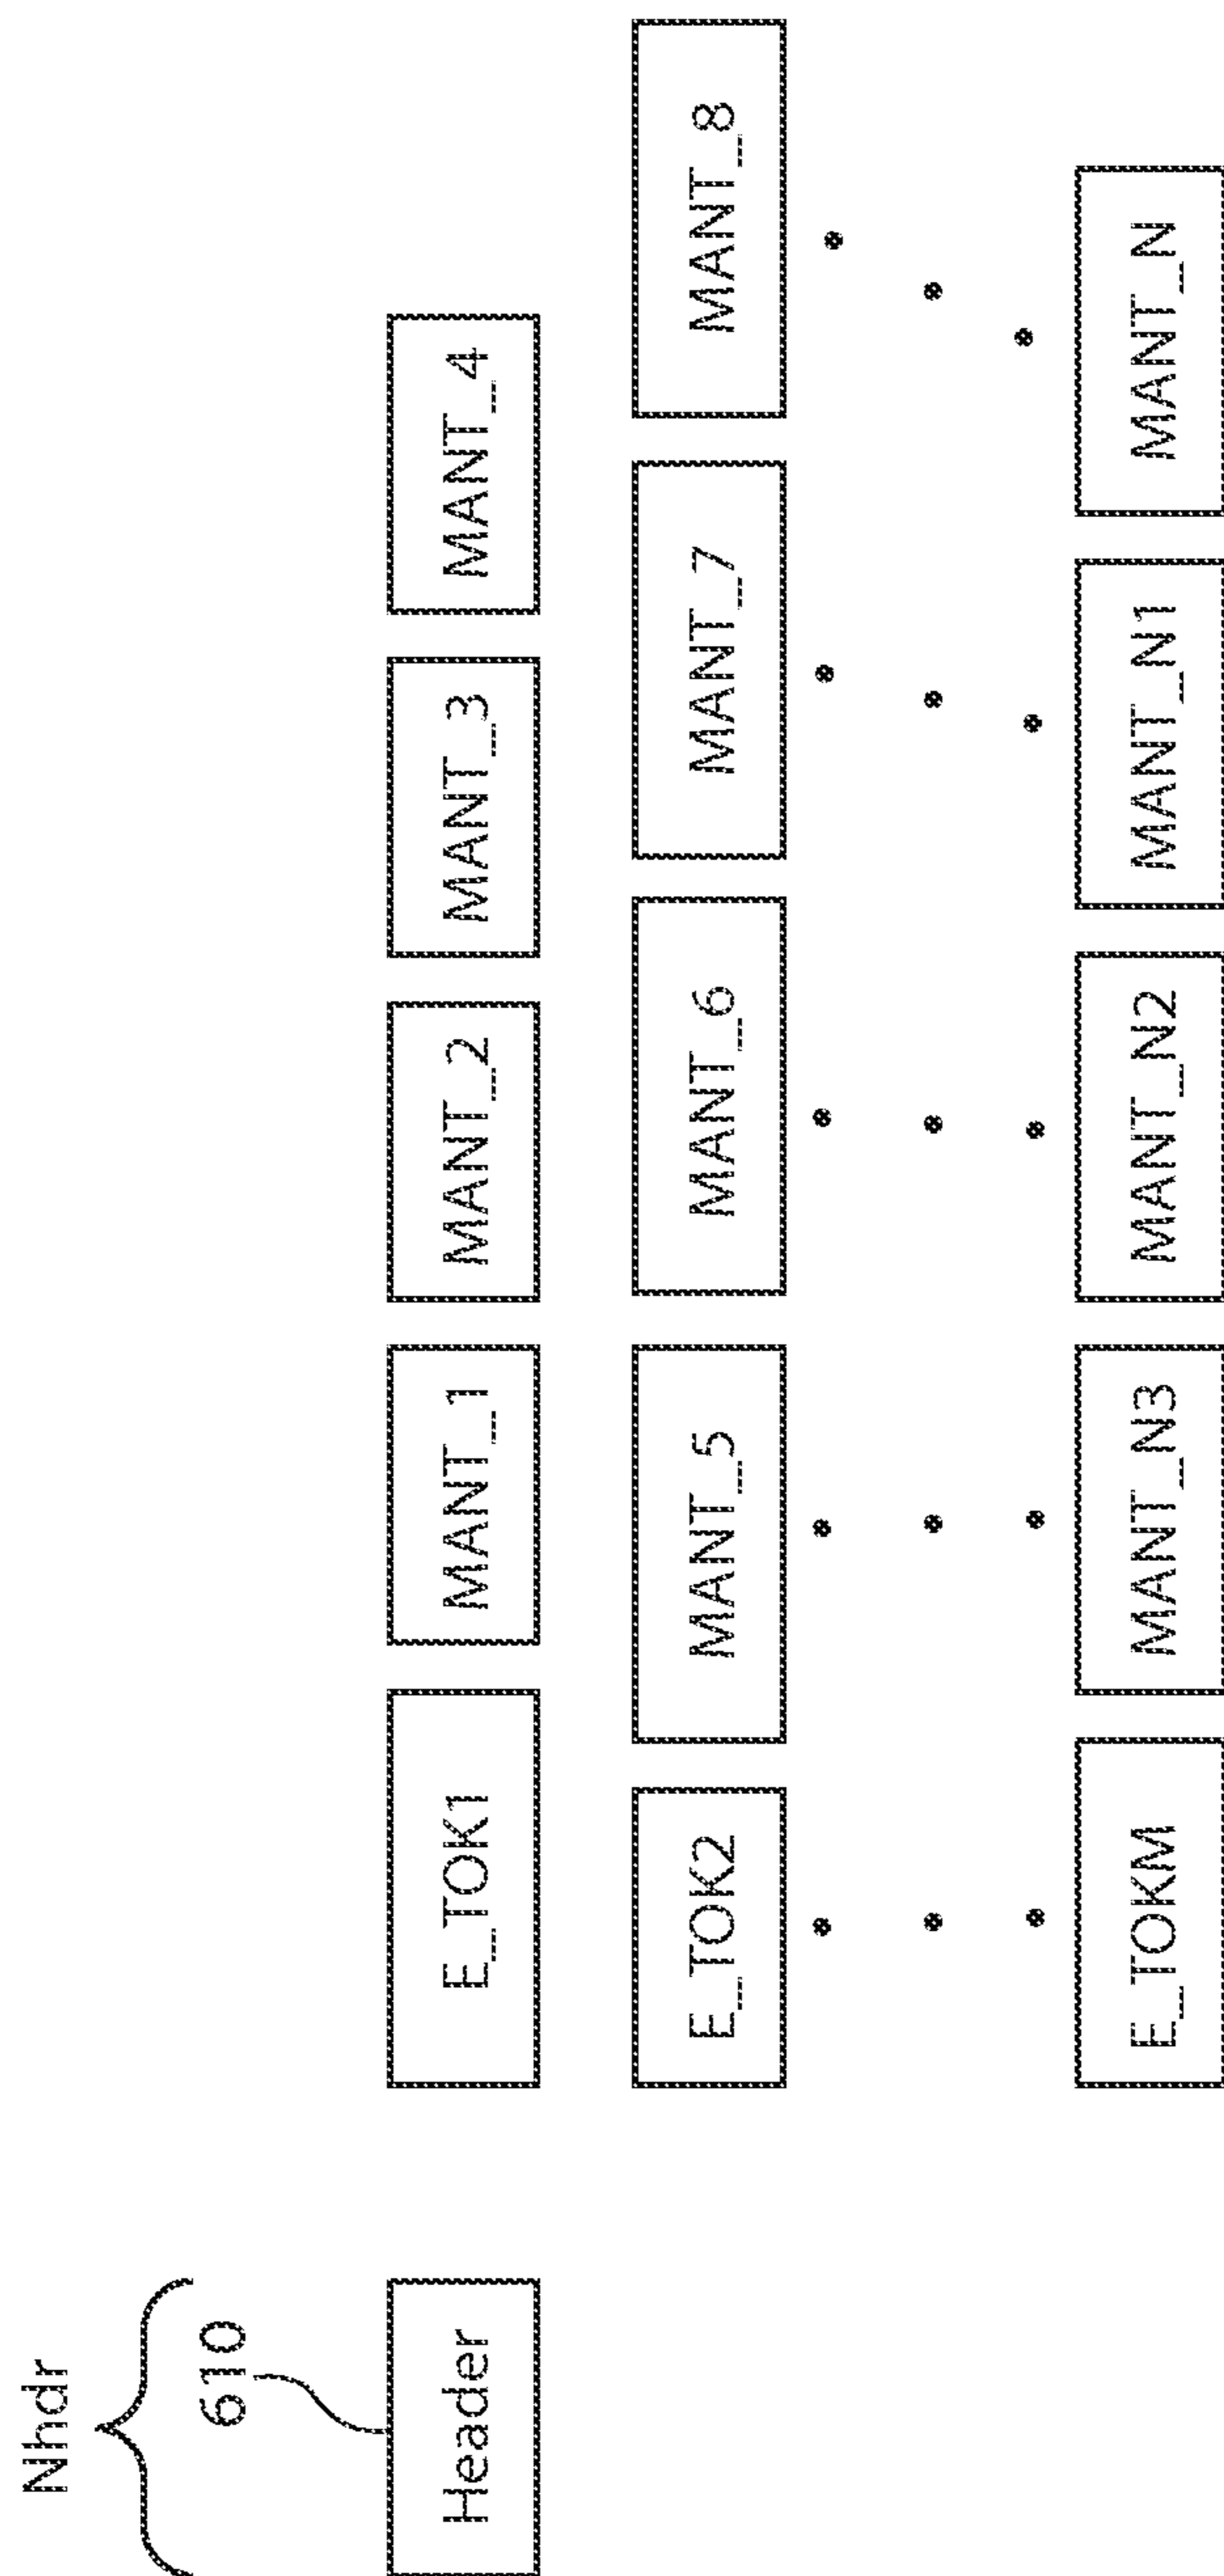 Nhdr
610
Header
E_TOK1
MANT_1
MANT_2
MANT_3
MANT_4
E_TOK2
MANT_5
MANT_6
MANT_7
MANT_8
E_TOKM
MANT_N3
MANT_N2
MANT_N1
MANT_N